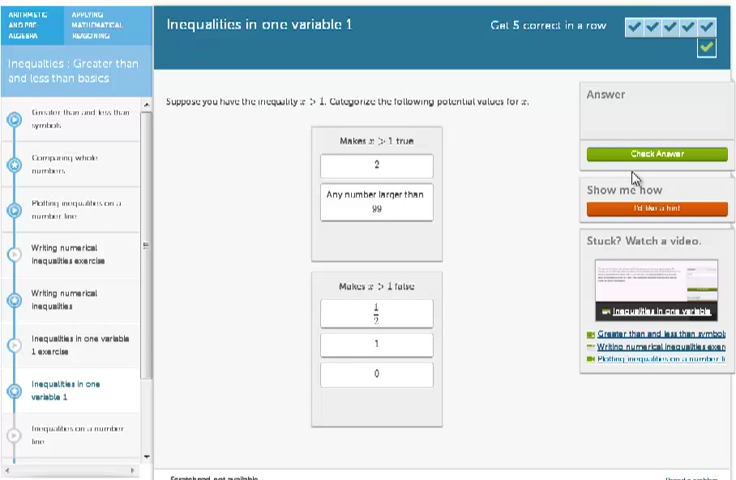 ARITHMETIC
AND PRE
ALGEBRA
APPLYING
MATHEMATICAL
REASONING
Inequalities in one variable 1
Get 5 correct in a row
Inequalties : Greater than
and less than basics
Greater than and less than
symbols
Comparing whole
numbers
Plotting inequalities on a
number line
Writing numerical
inequalities exercise
Writing numerical
inequalities
Inequalities in one variable
1 exercise
Inequalities in one
variable 1
Inequalities on a number
line
Suppose you have the inequality x > 1. Categorize the following potential values for x.
Makes x > 1 true
2
Any number larger than
99
Makes x > 1 false
1/2
1
0
Answer
Check Answer
Show me how
I'd like a hint
Stuck? Watch a video.
Inequalities in one variable
Greater than and less than symbols
Writing numerical inequalities exer
Plotting inequalities on a number li
Scratchpad not available